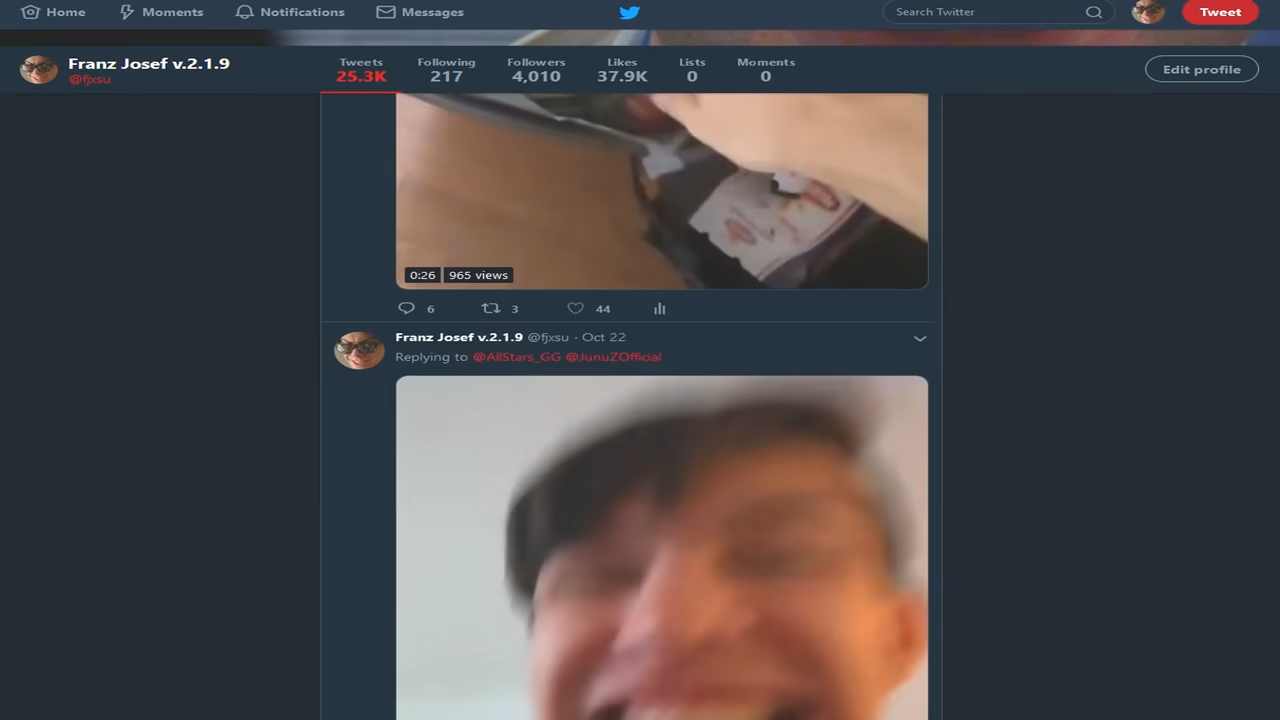 Home Moments Notifications Messages Search Twitter Tweet
Franz Josef v.2.1.9
@fjxsu
Tweets Following Followers Likes Lists Moments
25.3K 217 4,010 37.9K 0 0
Edit profile
0:26 965 views
6 3 44
Franz Josef v.2.1.9 @fjxsu · Oct 22
Replying to @AllStars_GG @JunuZOfficial